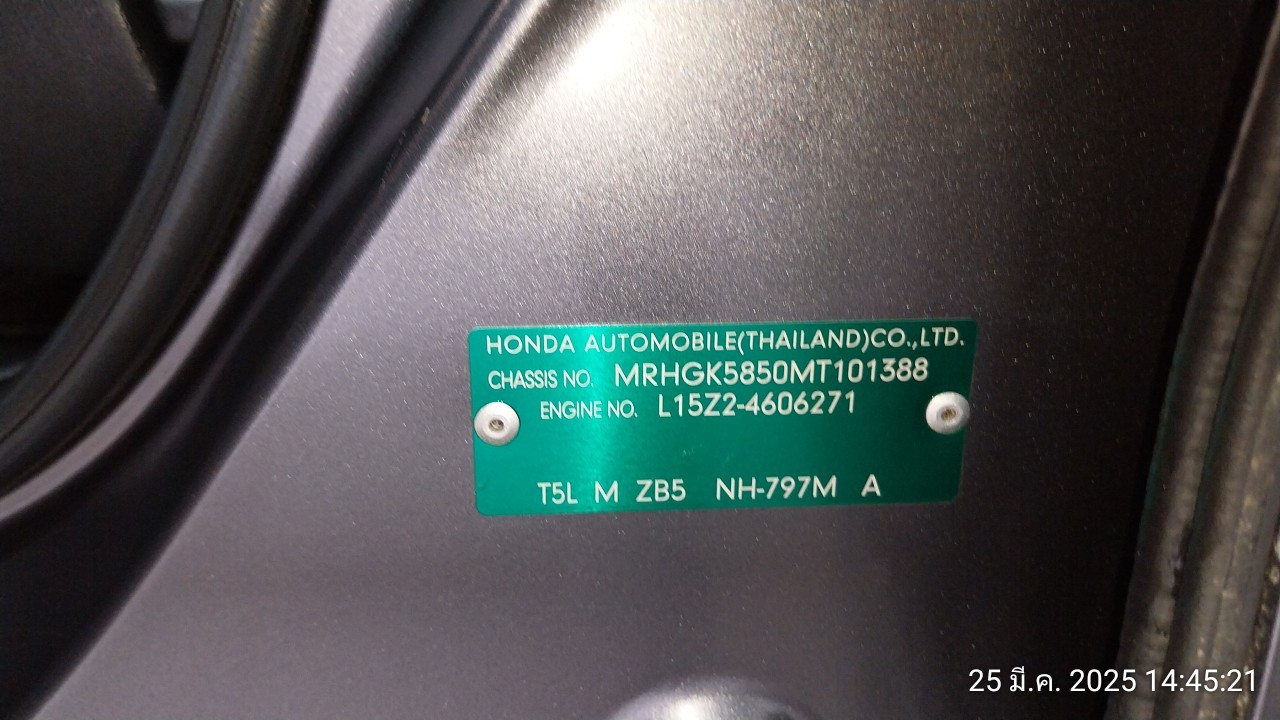 HONDA AUTOMOBILE(THAILAND)CO.,LTD.
CHASSIS NO. MRHGK5850MT101388
ENGINE NO. L15Z2-4606271
T5L M ZB5 NH-797M A
25 มี.ค. 2025 14:45:21